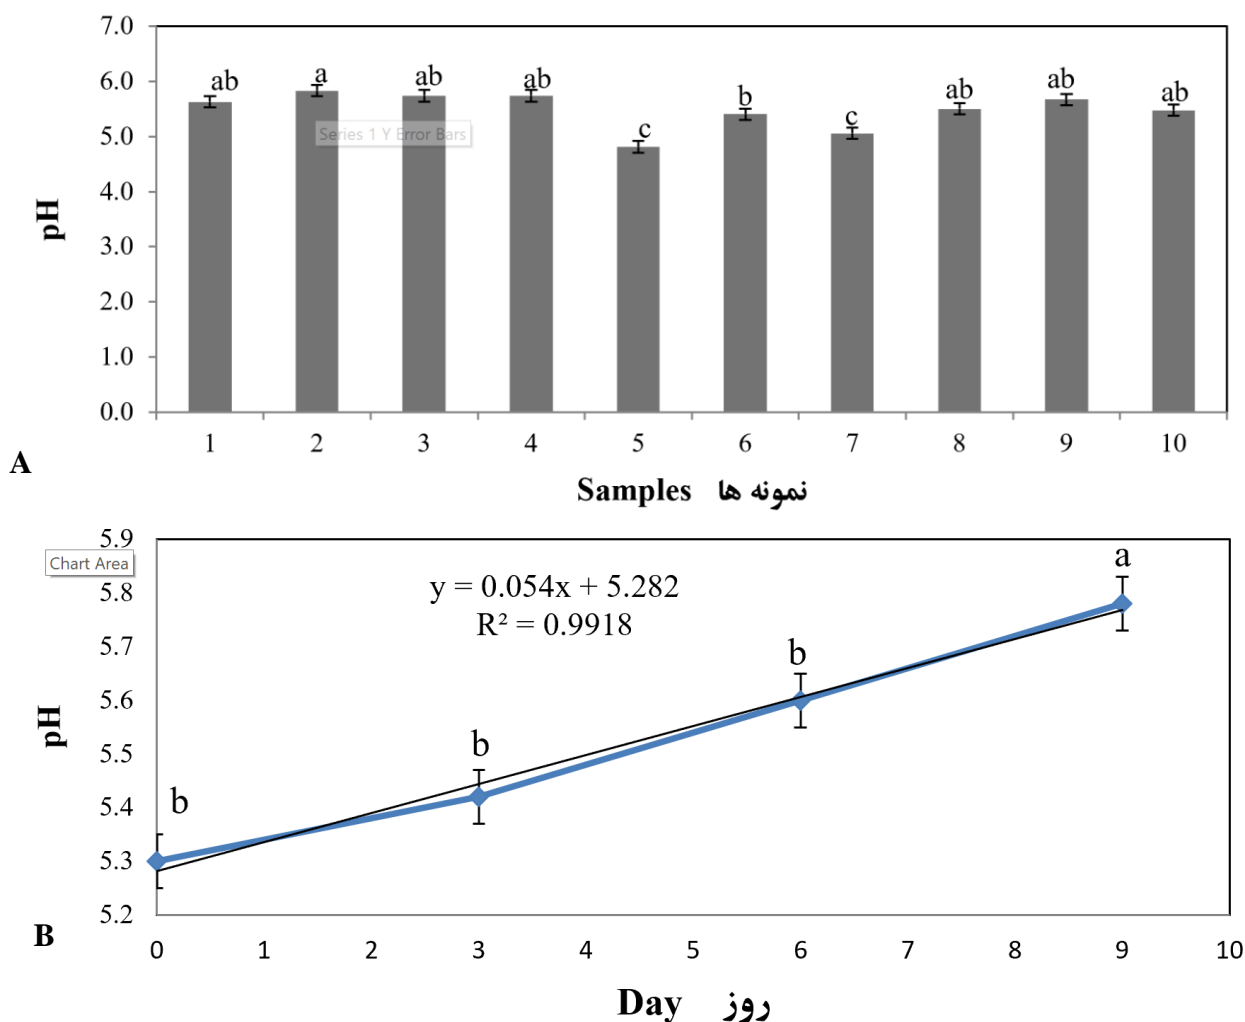 7.0
6.0
5.0
4.0
3.0
2.0
1.0
0.0
pH
ab
a
ab
ab
c
b
c
ab
ab
ab
Series 1 Y Error Bars
1 2 3 4 5 6 7 8 9 10
A
Samples نمونه ها
5.9
5.8
5.7
5.6
5.5
5.4
5.3
5.2
Chart Area
pH
y = 0.054x + 5.282
R² = 0.9918
b
b
b
a
0 1 2 3 4 5 6 7 8 9 10
B
Day روز